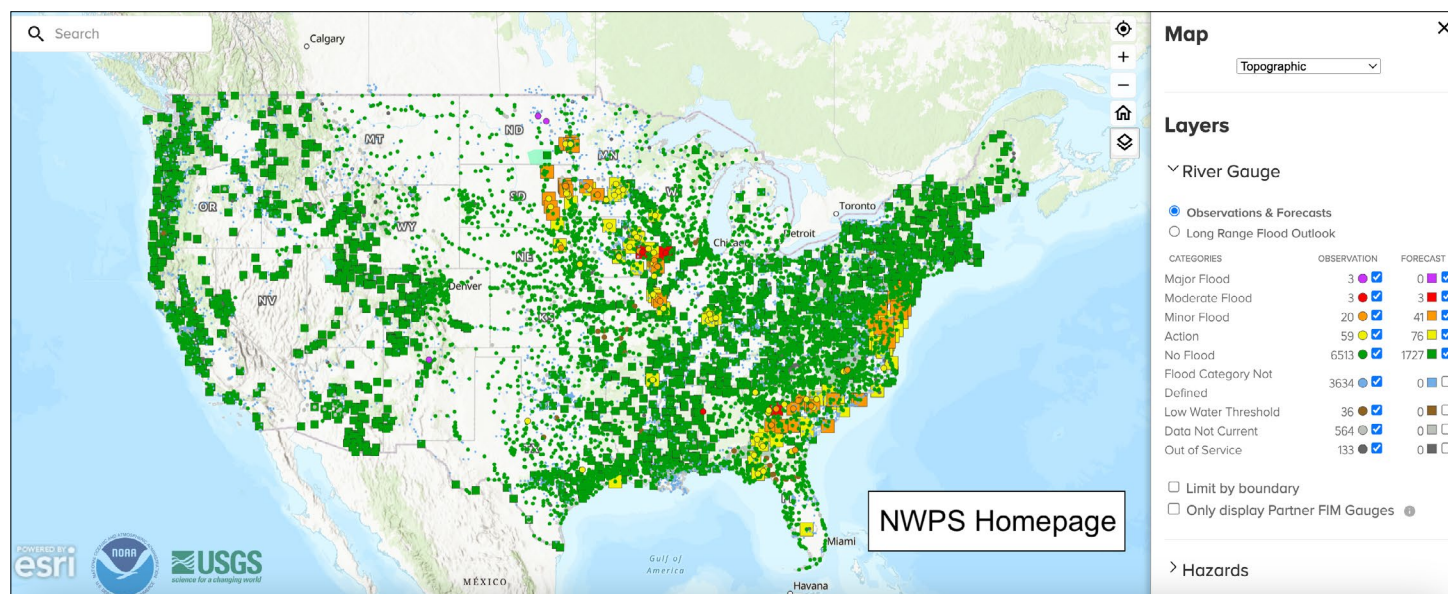 Search
Calgary
MT
ND
MN
OR
SD
WY
NE
NV
KS
Denver
Toronto
Detroit
Miami
Havana
MÉXICO
Gulf of
America
NWPS Homepage
POWERED BY
esri
NOAA
USGS
science for a changing world
Map
Topographic
Layers
River Gauge
Observations & Forecasts
Long Range Flood Outlook
CATEGORIES OBSERVATION FORECAST
Major Flood 3 0
Moderate Flood 3 3
Minor Flood 20 41
Action 59 76
No Flood 6513 1727
Flood Category Not
Defined 3634 0
Low Water Threshold 36 0
Data Not Current 564 0
Out of Service 133 0
Limit by boundary
Only display Partner FIM Gauges
Hazards